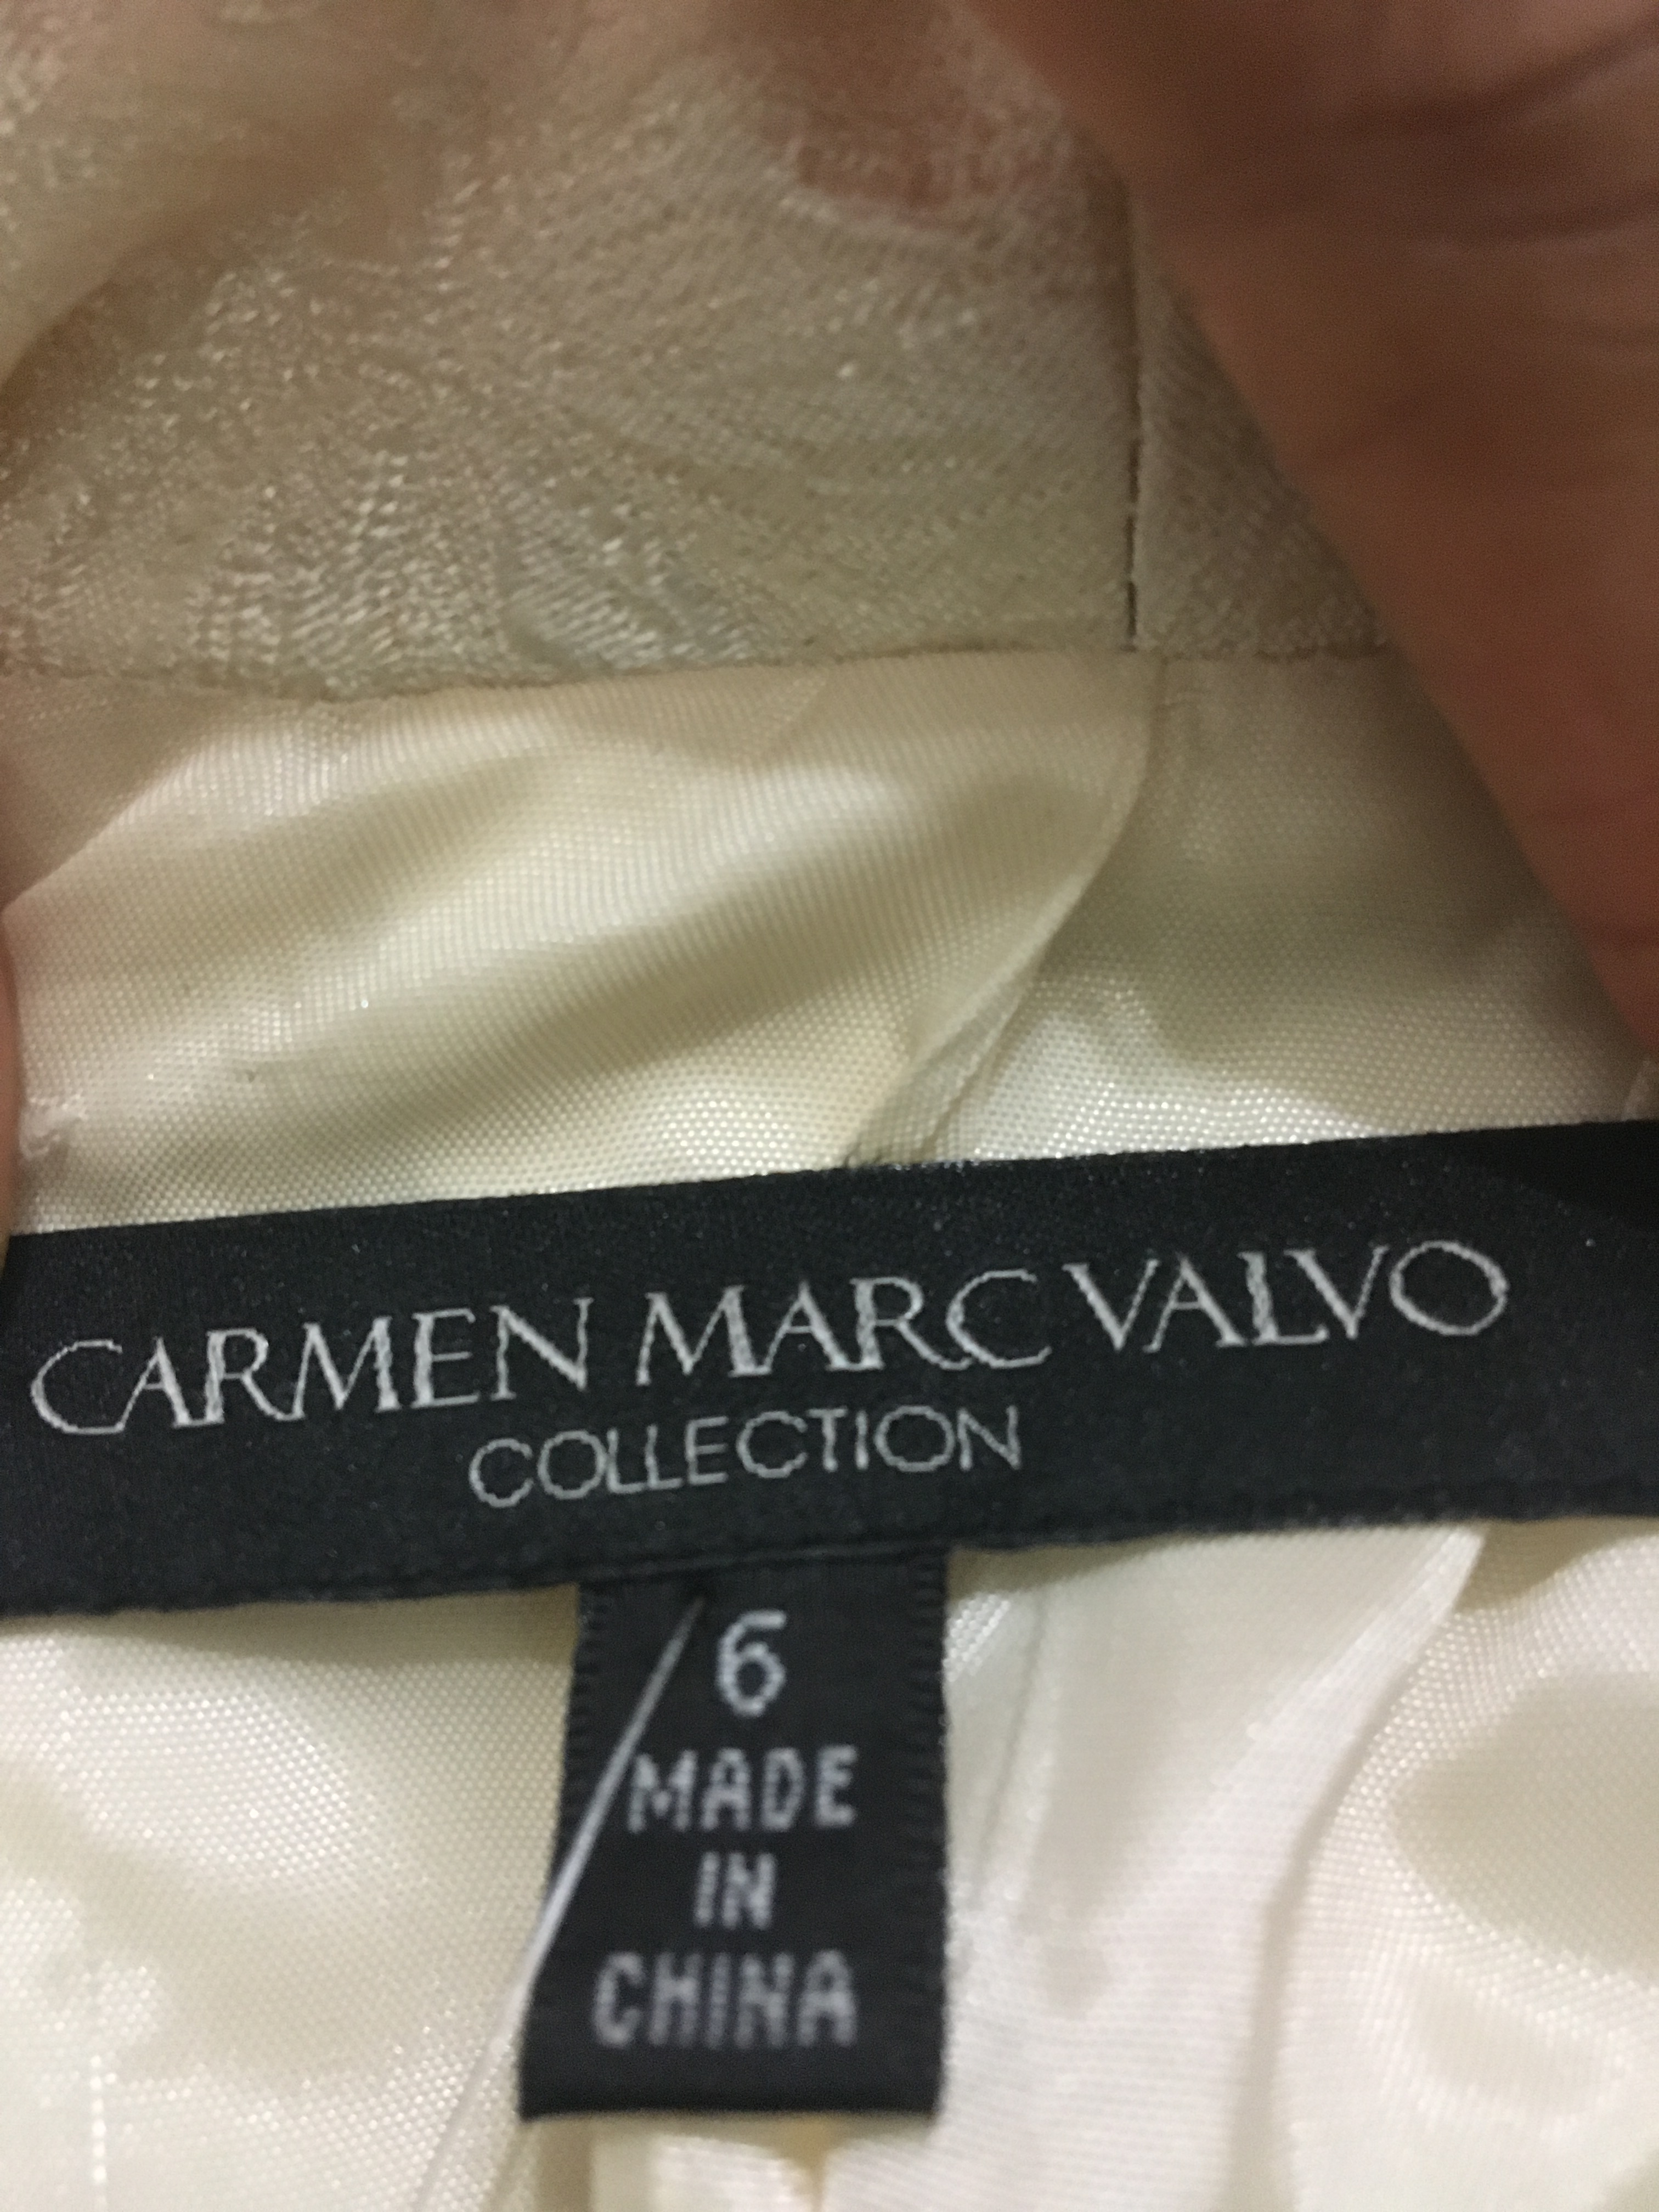 CARMEN MARC VALVO
COLLECTION
6
MADE
IN
CHINA